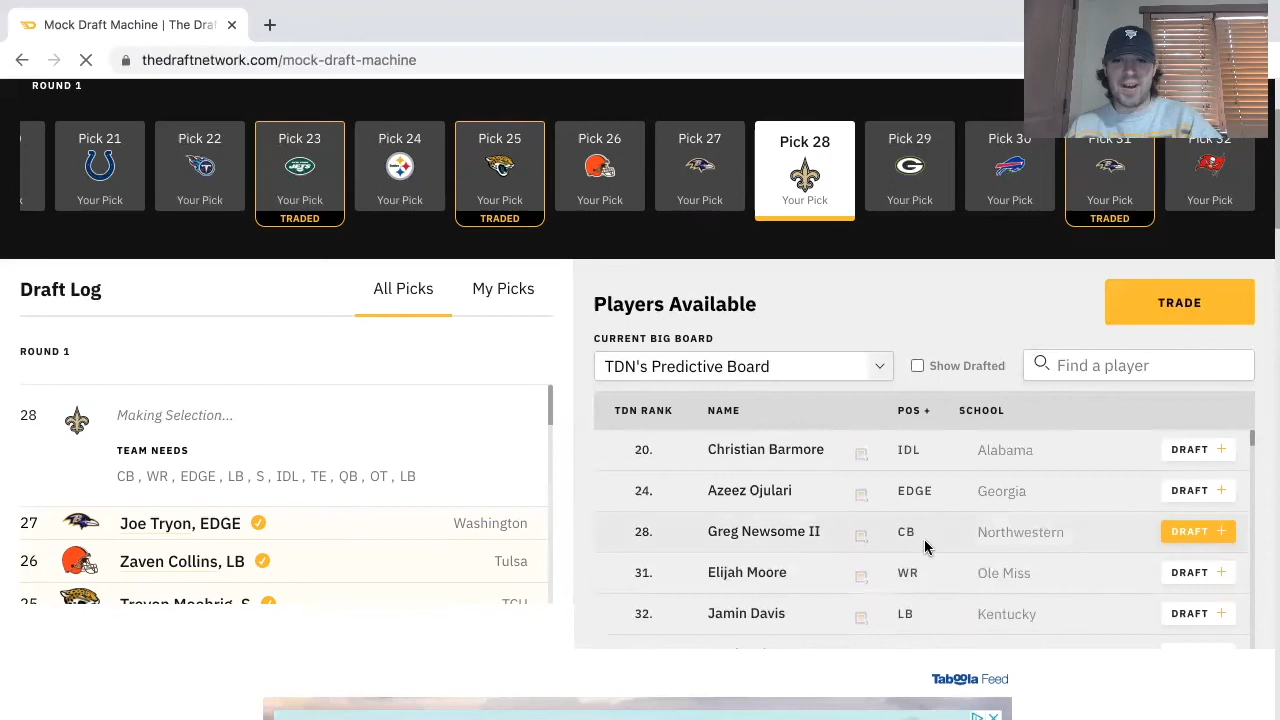 Mock Draft Machine | The Dra
thedraftnetwork.com/mock-draft-machine
ROUND 1
Pick 21 Pick 22 Pick 23 Pick 24 Pick 25 Pick 26 Pick 27 Pick 28 Pick 29 Pick 30 Pick 31 Pick 32
Your Pick Your Pick Your Pick Your Pick Your Pick Your Pick Your Pick Your Pick Your Pick Your Pick Your Pick Your Pick
TRADED TRADED TRADED
Draft Log All Picks My Picks
ROUND 1
28 Making Selection...
TEAM NEEDS
CB , WR , EDGE , LB , S , IDL , TE , QB , OT , LB
27 Joe Tryon, EDGE Washington
26 Zaven Collins, LB Tulsa
25 Trevon Moehrig, S TCU
Players Available TRADE
CURRENT BIG BOARD
TDN's Predictive Board Show Drafted Find a player
TDN RANK NAME POS + SCHOOL
20. Christian Barmore IDL Alabama DRAFT +
24. Azeez Ojulari EDGE Georgia DRAFT +
28. Greg Newsome II CB Northwestern DRAFT +
31. Elijah Moore WR Ole Miss DRAFT +
32. Jamin Davis LB Kentucky DRAFT +
Taboola Feed